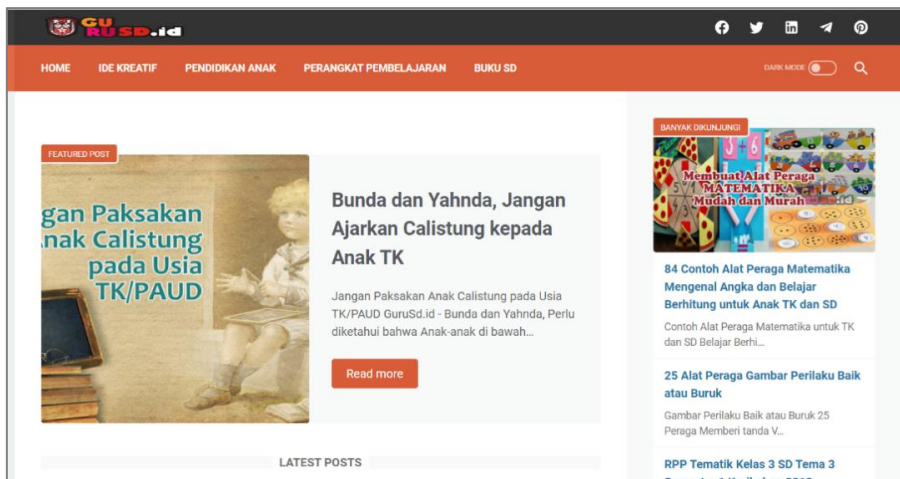 GU
RUSD.id
HOME IDE KREATIF PENDIDIKAN ANAK PERANGKAT PEMBELAJARAN BUKU SD
DARK MODE
FEATURED POST
gan Paksakan
nak Calistung
pada Usia
TK/PAUD
Bunda dan Yahnda, Jangan
Ajarkan Calistung kepada
Anak TK
Jangan Paksakan Anak Calistung pada Usia
TK/PAUD GuruSd.id - Bunda dan Yahnda, Perlu
diketahui bahwa Anak-anak di bawah...
Read more
LATEST POSTS
BANYAK DIKUNJUNGI
Membuat Alat Peraga
MATEMATIKA
Mudah dan Murah
84 Contoh Alat Peraga Matematika
Mengenal Angka dan Belajar
Berhitung untuk Anak TK dan SD
Contoh Alat Peraga Matematika untuk TK
dan SD Belajar Berhi...
25 Alat Peraga Gambar Perilaku Baik
atau Buruk
Gambar Perilaku Baik atau Buruk 25
Peraga Memberi tanda V...
RPP Tematik Kelas 3 SD Tema 3